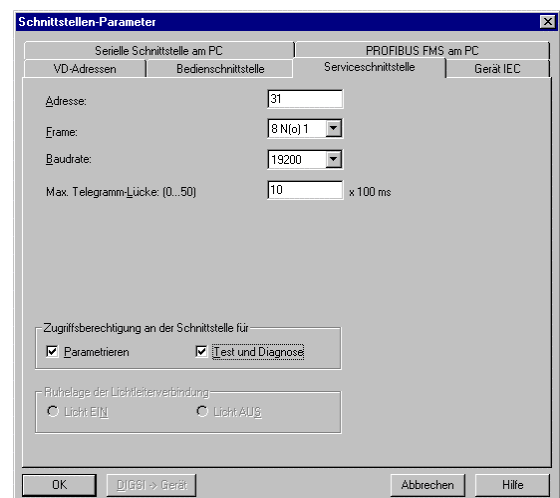 Schnittstellen-Parameter
Serielle Schnittstelle am PC PROFIBUS FMS am PC
VD-Adressen Bedienschnittstelle Serviceschnittstelle Gerät IEC
Adresse: 31
Frame: 8 N(o) 1
Baudrate: 19200
Max. Telegramm-Lücke: (0...50) 10 x 100 ms
Zugriffsberechtigung an der Schnittstelle für
Parametrieren Test und Diagnose
Ruhelage der Lichtleiterverbindung
Licht EIN Licht AUS
OK DIGSI -> Gerät Abbrechen Hilfe